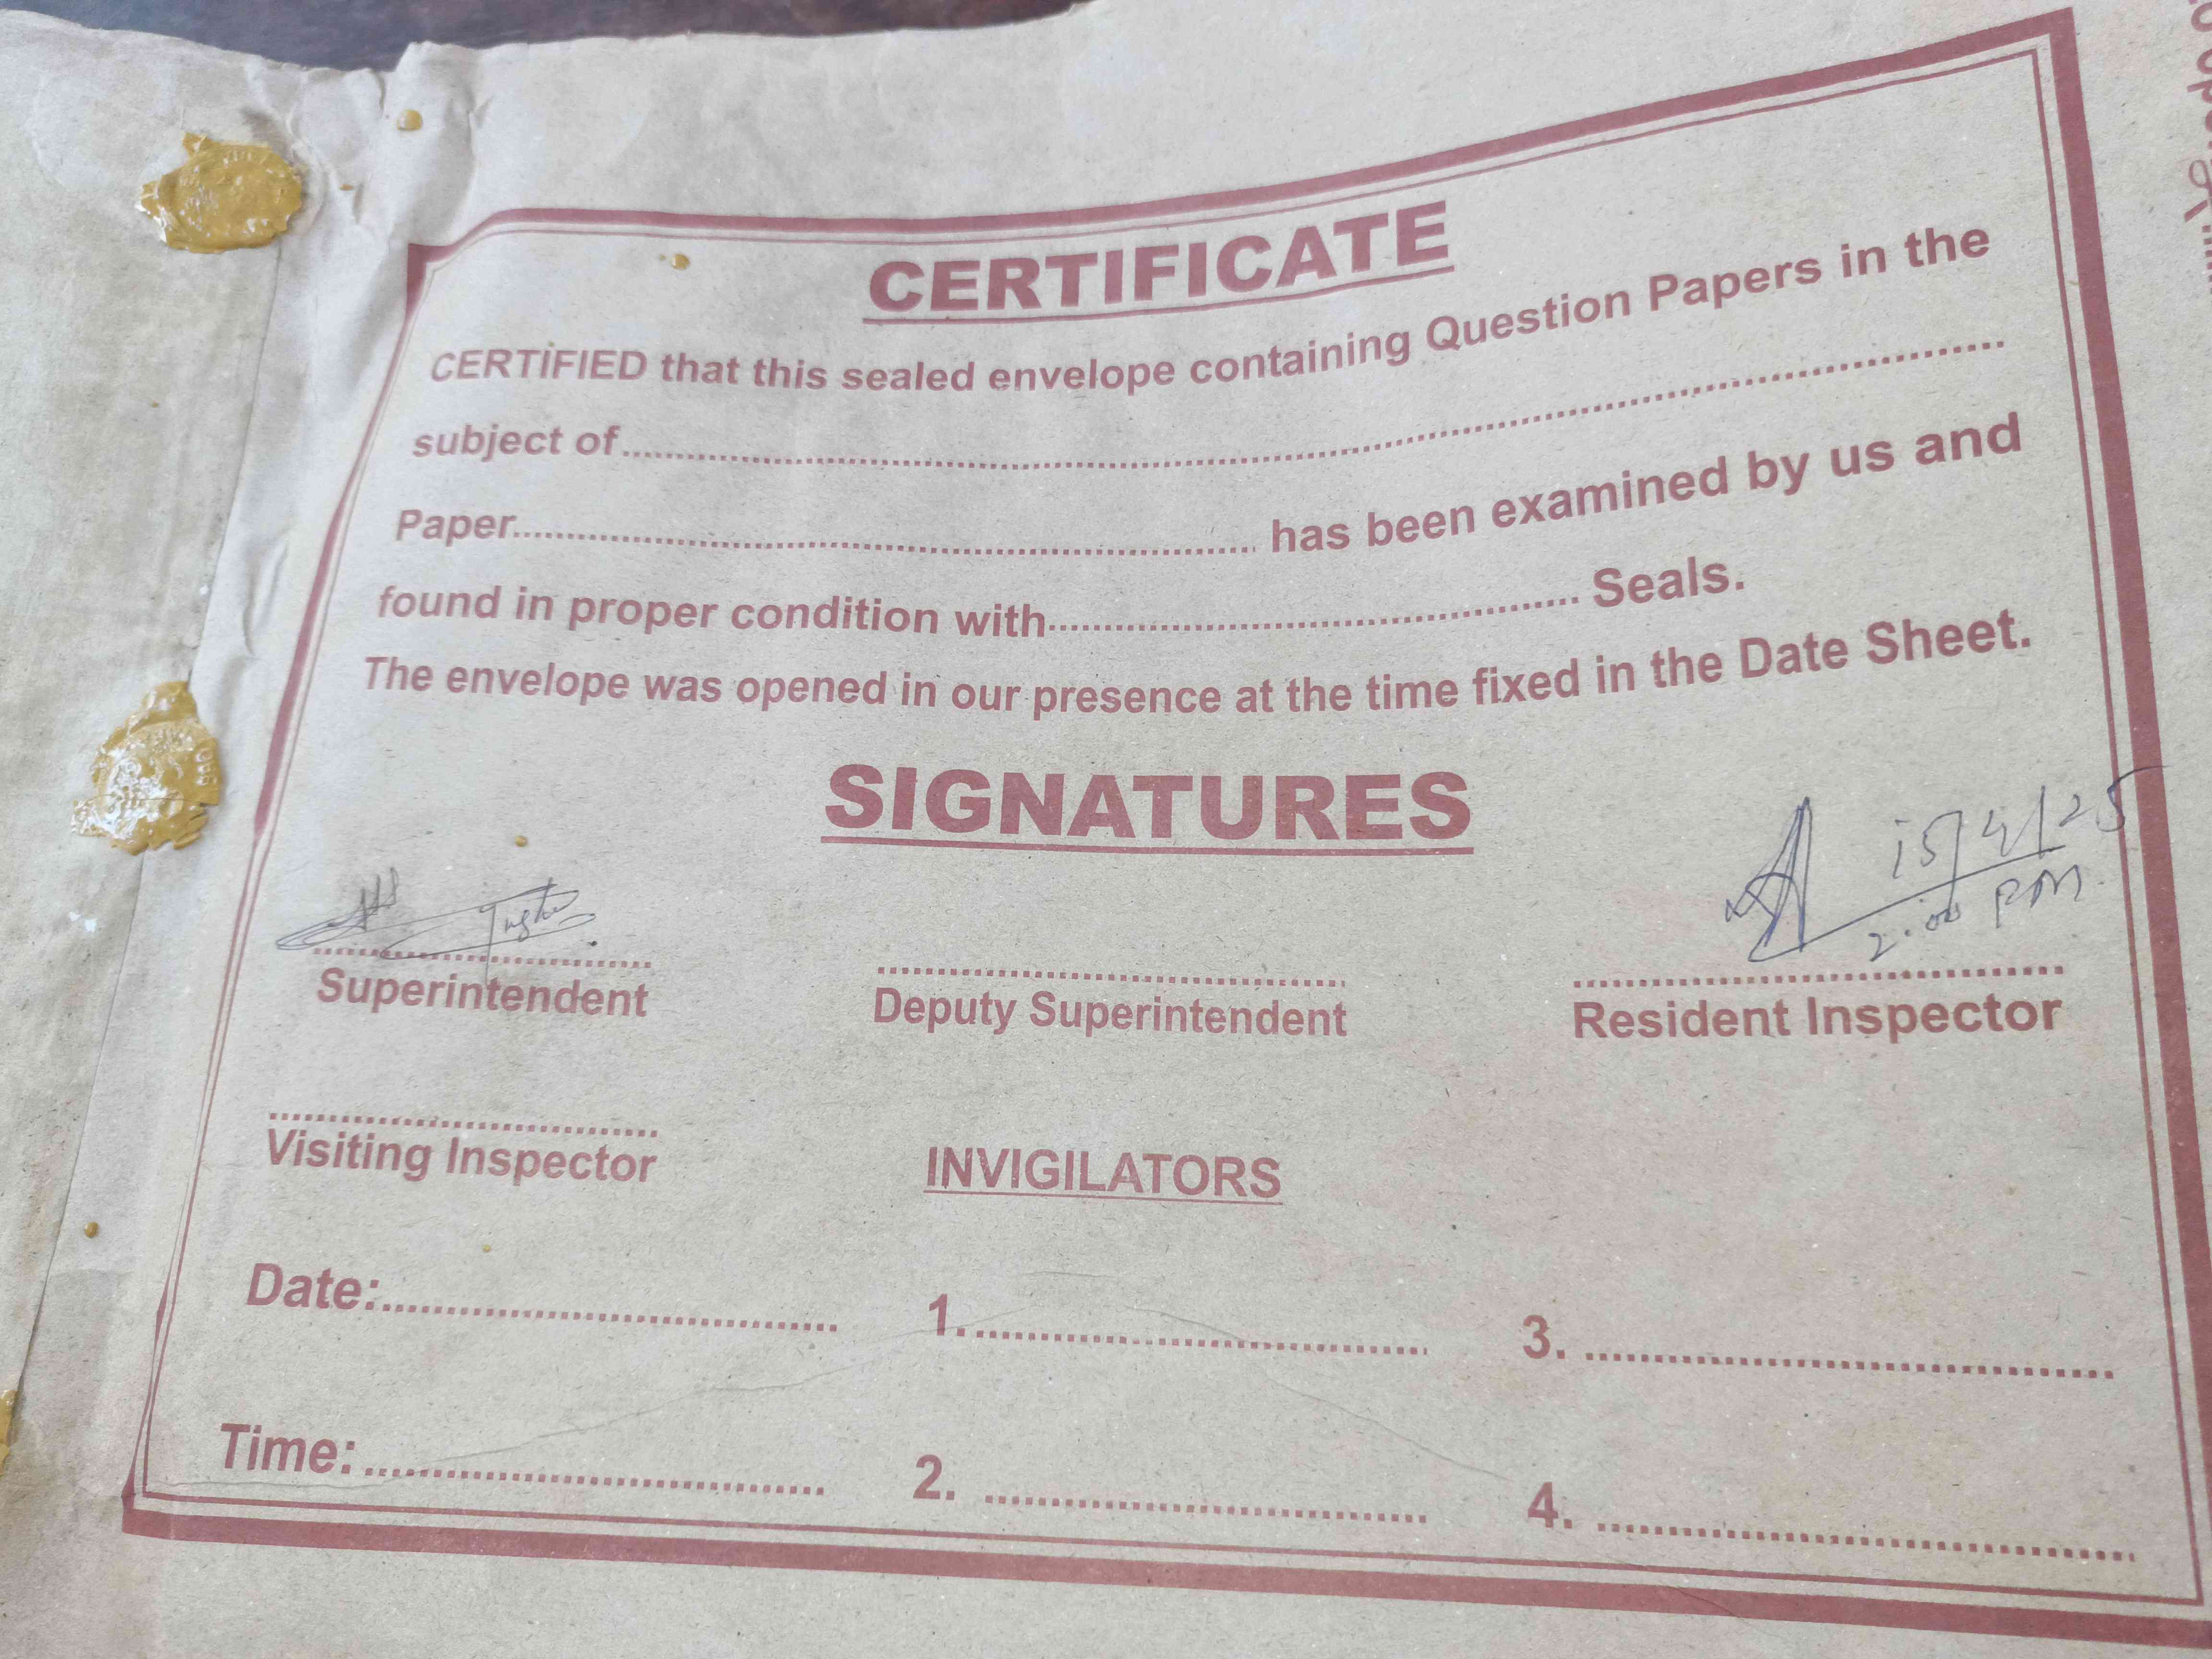 CERTIFICATE
CERTIFIED that this sealed envelope containing Question Papers in the
subject of
Paper has been examined by us and
found in proper condition with Seals.
The envelope was opened in our presence at the time fixed in the Date Sheet.
SIGNATURES
15/4/25
2:00 PM
Superintendent
Deputy Superintendent
Resident Inspector
Visiting Inspector
INVIGILATORS
Date: 1. 3.
Time: 2. 4.